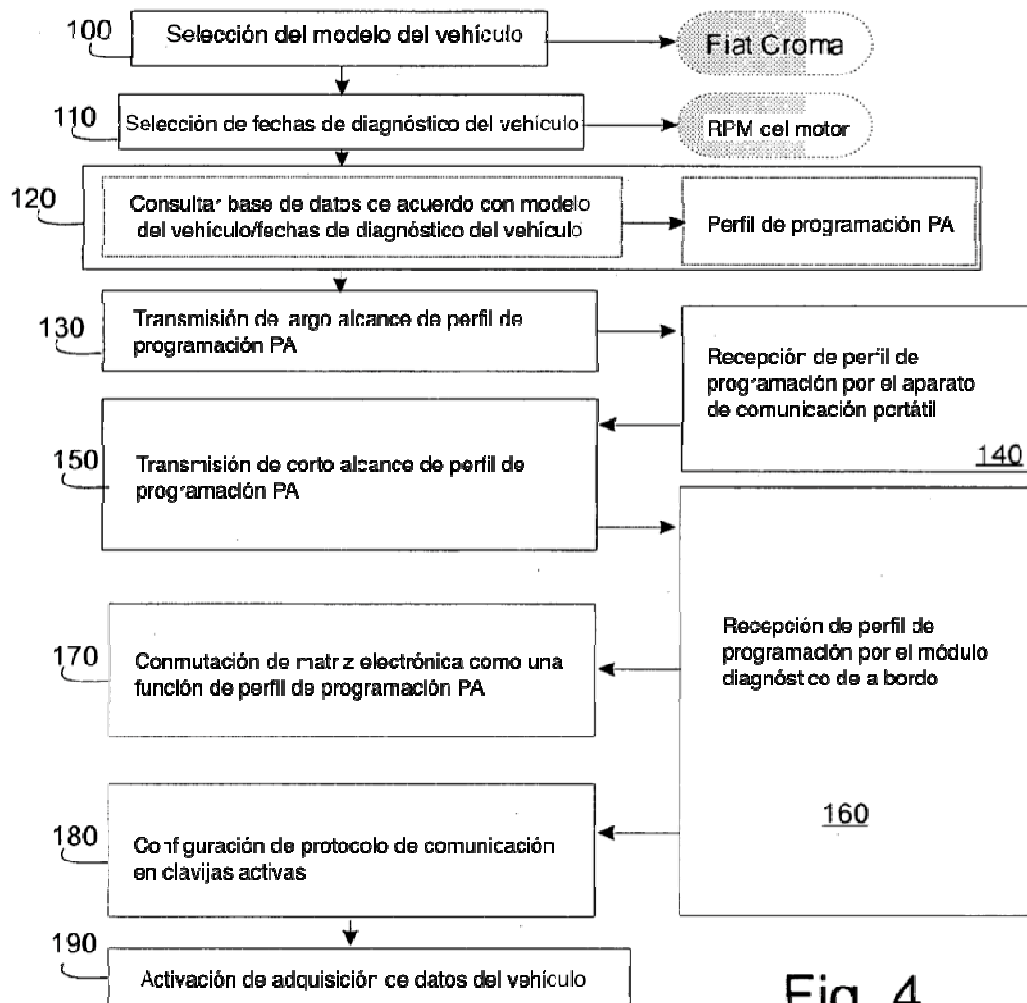 100
Selección del modelo del vehículo
Fiat Croma
110
Selección de fechas de diagnóstico del vehículo
RPM cel motor
120
Consultar base de datos ce acuerdo con modelo
del vehículo/fechas de diagnóstico del vehículo
Perfil de programación PA
130
Transmisión de argo alcance de perfil de
programación PA
Recepción de perfil de
programación por el aparato
de comunicación portátil
140
150
Transmisión de corto alcance de perfil de
programación PA
Recepción de perfil de
programación por el módulo
diagnóstico de a bordo
160
170
Conmutación de matriz electrónica como una
función de perfil de programación PA
180
Configuración de protocolo de comunicación
en clavijas activas
190
Activación de adquisición ce datos del vehículo
Fig. 4